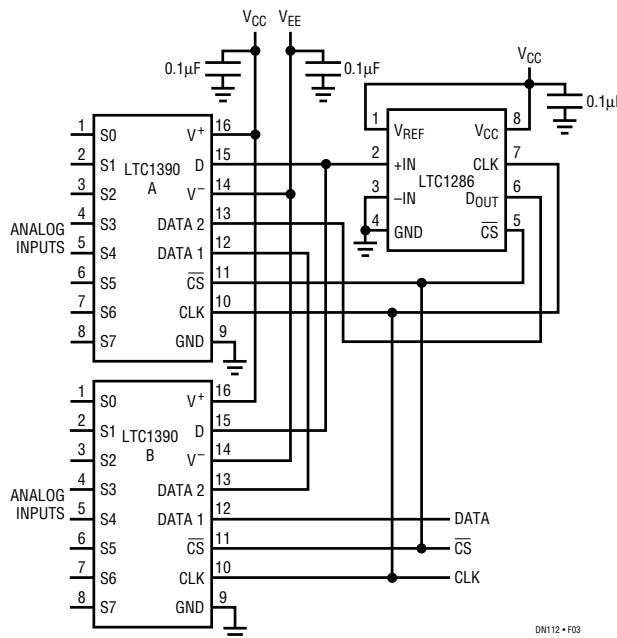 VCC
VEE
0.1µF
0.1µF
VCC
0.1µF
1 S0 V+ 16
2 S1 D 15
3 S2 V− 14
4 S3 DATA 2 13
5 S4 DATA 1 12
6 S5 CS 11
7 S6 CLK 10
8 S7 GND 9
LTC1390
A
ANALOG
INPUTS
1 VREF VCC 8
2 +IN CLK 7
3 −IN DOUT 6
4 GND CS 5
LTC1286
1 S0 V+ 16
2 S1 D 15
3 S2 V− 14
4 S3 DATA 2 13
5 S4 DATA 1 12
6 S5 CS 11
7 S6 CLK 10
8 S7 GND 9
LTC1390
B
ANALOG
INPUTS
DATA
CS
CLK
DN112 • F03